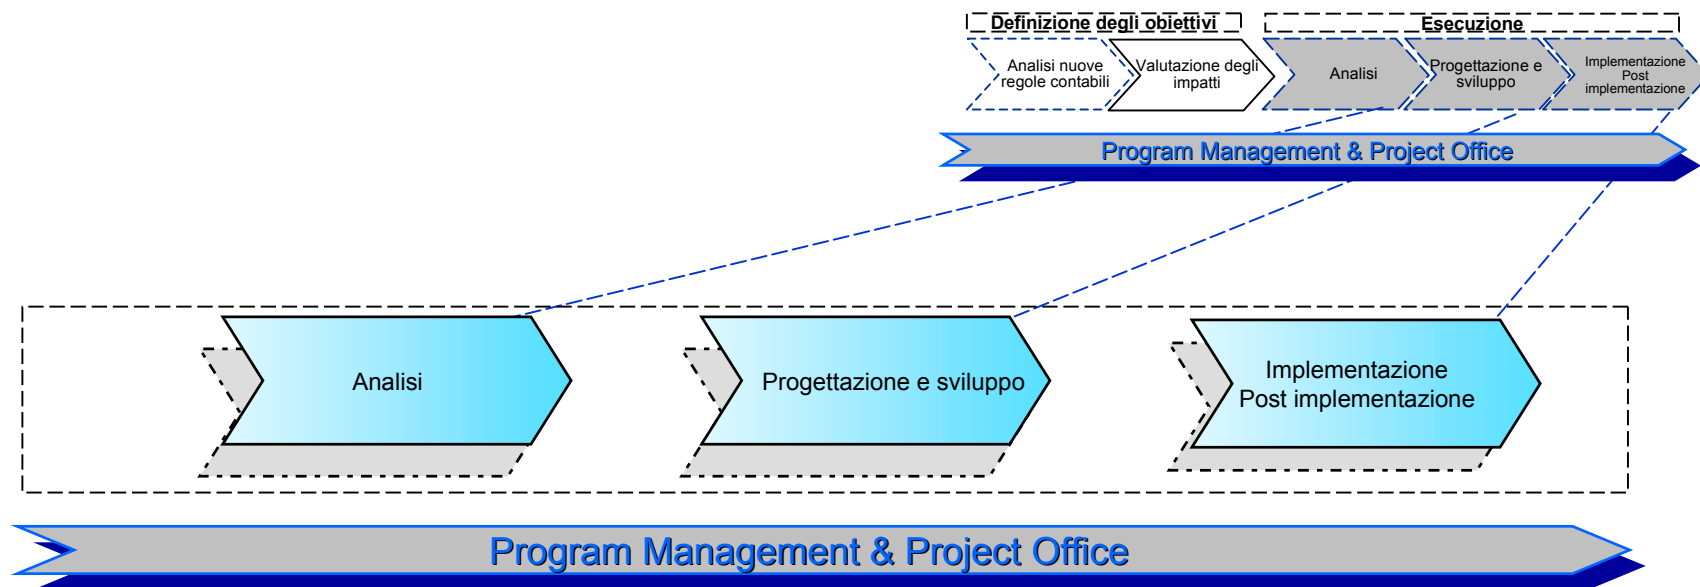 Definizione degli obiettivi
Esecuzione
Analisi nuove
regole contabili
Valutazione degli
impatti
Analisi
Progettazione e
sviluppo
Implementazione
Post
implementazione
Program Management & Project Office
Analisi
Progettazione e sviluppo
Implementazione
Post implementazione
Program Management & Project Office